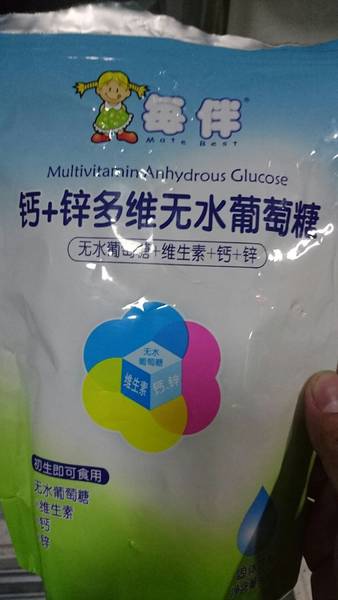 每伴®
Mate Best
Multivitamin Anhydrous Glucose
钙+锌多维无水葡萄糖
无水葡萄糖+维生素+钙+锌
无水
葡萄糖
维生素
钙、锌
初生即可食用
无水葡萄糖
维生素
钙
锌